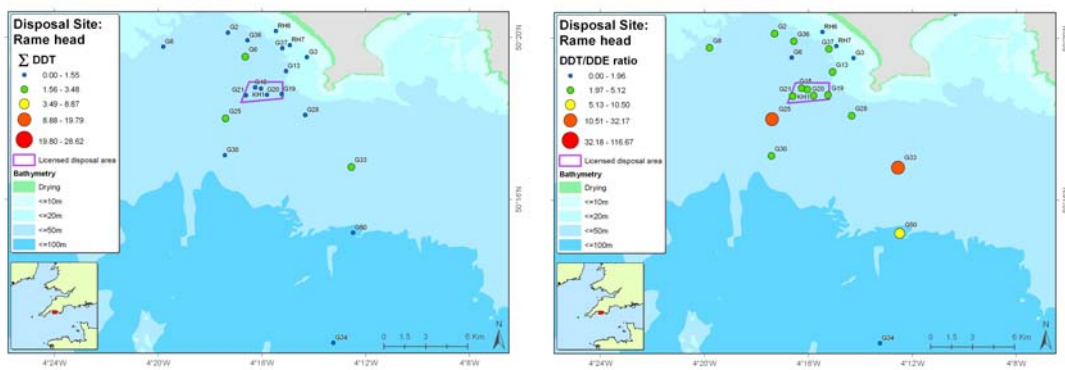 Disposal Site:
Rame head
∑ DDT
0.00 - 1.55
1.56 - 3.48
3.49 - 8.87
8.88 - 19.79
19.80 - 28.62
Licensed disposal area
Bathymetry
Drying
<=10m
<=20m
<=50m
<=100m
G8
G2
G36
RH6
G37
RH7
G6
G3
G13
G18
G21
KH1
G20
G19
G25
G28
G30
G33
G50
G34
50°20'N
50°16'N
N
0 1.5 3 6 Km
4°24'W 4°20'W 4°16'W 4°12'W 4°8'W
Disposal Site:
Rame head
DDT/DDE ratio
0.00 - 1.96
1.97 - 5.12
5.13 - 10.50
10.51 - 32.17
32.18 - 116.67
Licensed disposal area
Bathymetry
Drying
<=10m
<=20m
<=50m
<=100m
G8
G2
G36
RH6
G37
RH7
G6
G3
G13
G18
G21
KH1
G20
G19
G25
G28
G30
G33
G50
G34
50°20'N
50°16'N
N
0 1.5 3 6 Km
4°24'W 4°20'W 4°16'W 4°12'W 4°8'W